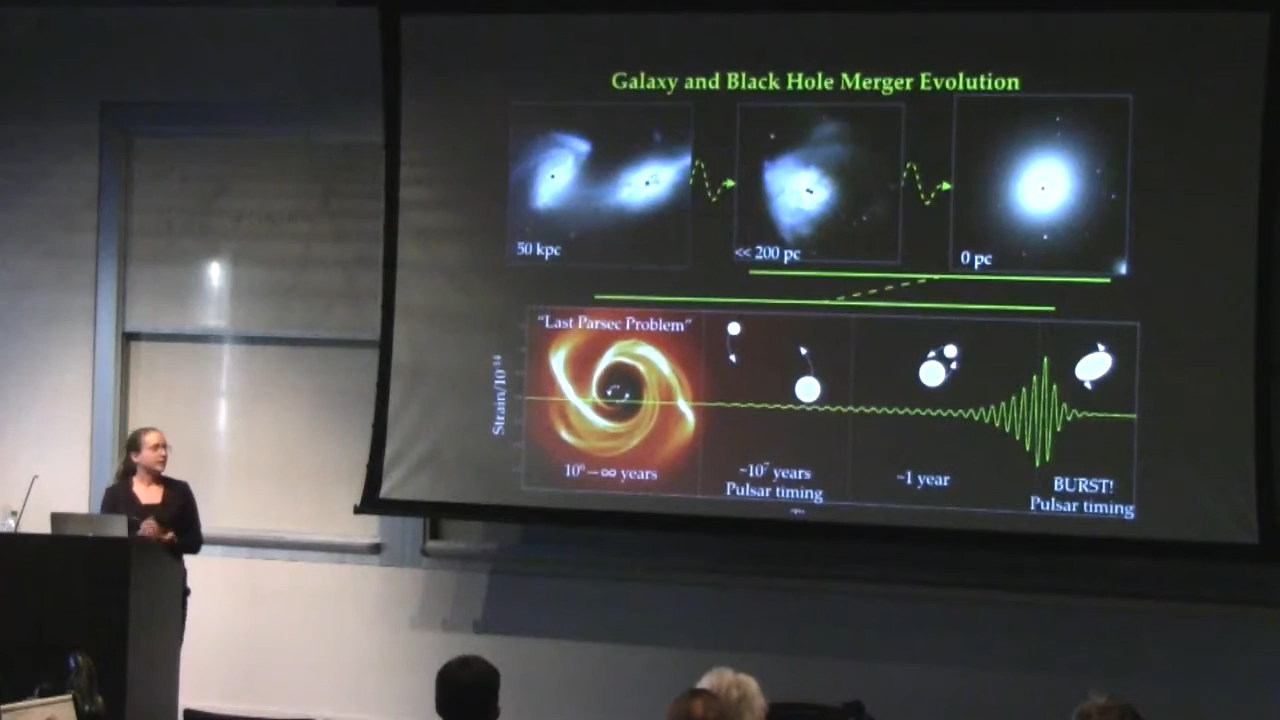 Galaxy and Black Hole Merger Evolution
50 kpc
<< 200 pc
0 pc
"Last Parsec Problem"
Strain/10⁻¹⁴
10⁶ – ∞ years
~10⁷ years
Pulsar timing
~1 year
BURST!
Pulsar timing